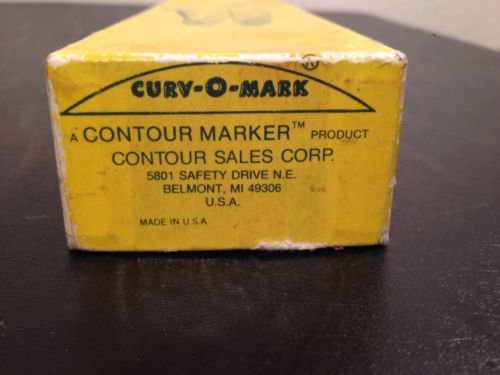 CURV-O-MARK®
A CONTOUR MARKER™ PRODUCT
CONTOUR SALES CORP.
5801 SAFETY DRIVE N.E.
BELMONT, MI 49306
U.S.A.
MADE IN U.S.A.